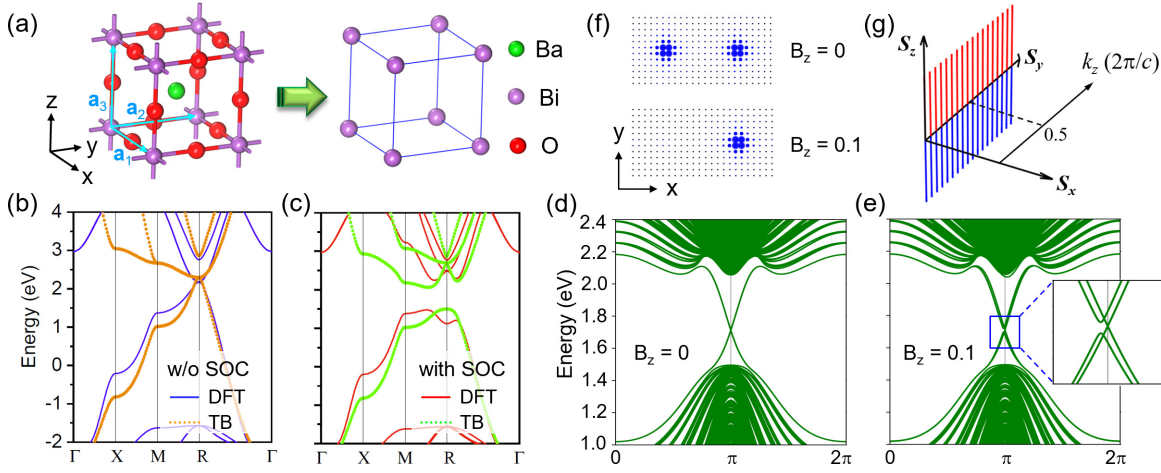 (a)
z
y
x
a3
a2
a1
Ba
Bi
O
(f)
Bz = 0
Bz = 0.1
y
x
(g)
Sz
Sy
kz (2π/c)
0.5
Sx
(b)
4
3
2
1
0
-1
-2
Energy (eV)
w/o SOC
DFT
TB
Γ X M R Γ
(c)
with SOC
DFT
TB
Γ X M R Γ
(d)
2.4
2.2
2.0
1.8
1.6
1.4
1.2
1.0
Energy (eV)
Bz = 0
0 π 2π
(e)
Bz = 0.1
0 π 2π